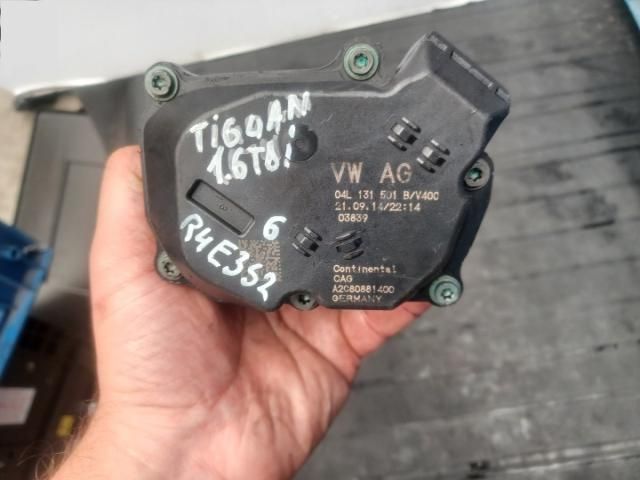 TiGUAN
1.6TDi
6
R4E352
VW AG
04L 131 501 B/V400
21.09.14/22:14
03839
Continental
CAG
A2C80881400
GERMANY